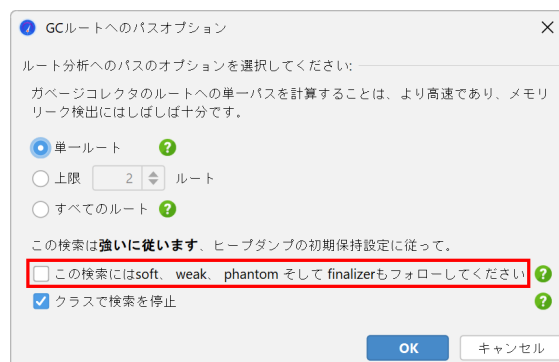 GCルートへのパスオプション
ルート分析へのパスのオプションを選択してください:
ガベージコレクタのルートへの単一パスを計算することは、より高速であり、メモリ
リーク検出にはしばしば十分です。
単一ルート
上限 2 ルート
すべてのルート
この検索は強いに従います、ヒープダンプの初期保持設定に従って。
この検索にはsoft、 weak、 phantom そして finalizerもフォローしてください
クラスで検索を停止
OK キャンセル